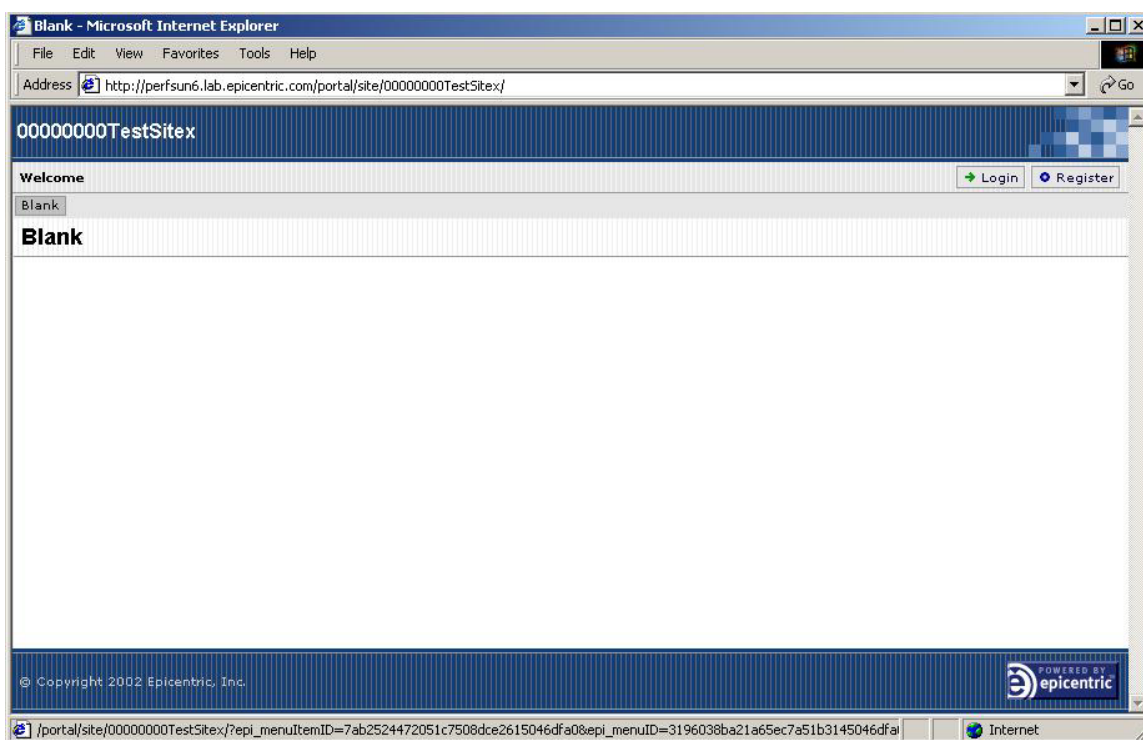 Blank - Microsoft Internet Explorer
File Edit View Favorites Tools Help
Address http://perfsun6.lab.epicentric.com/portal/site/00000000TestSitex/ Go
00000000TestSitex
Welcome Login Register
Blank
Blank
© Copyright 2002 Epicentric, Inc.
POWERED BY
epicentric
/portal/site/00000000TestSitex/?epi_menuItemID=7ab2524472051c7508dce2615046dfa0&epi_menuID=3196038ba21a65ec7a51b3145046dfa Internet